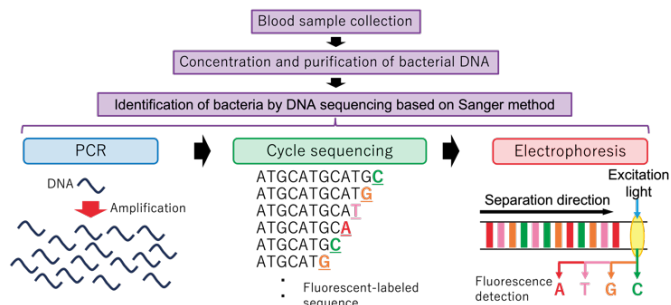 Blood sample collection
Concentration and purification of bacterial DNA
Identification of bacteria by DNA sequencing based on Sanger method
PCR
DNA
Amplification
Cycle sequencing
ATGCATGCATGC
ATGCATGCATG
ATGCATGCAT
ATGCATGCA
ATGCATGC
ATGCATG
• Fluorescent-labeled
• sequence
Electrophoresis
Excitation
light
Separation direction
Fluorescence
detection
A T G C